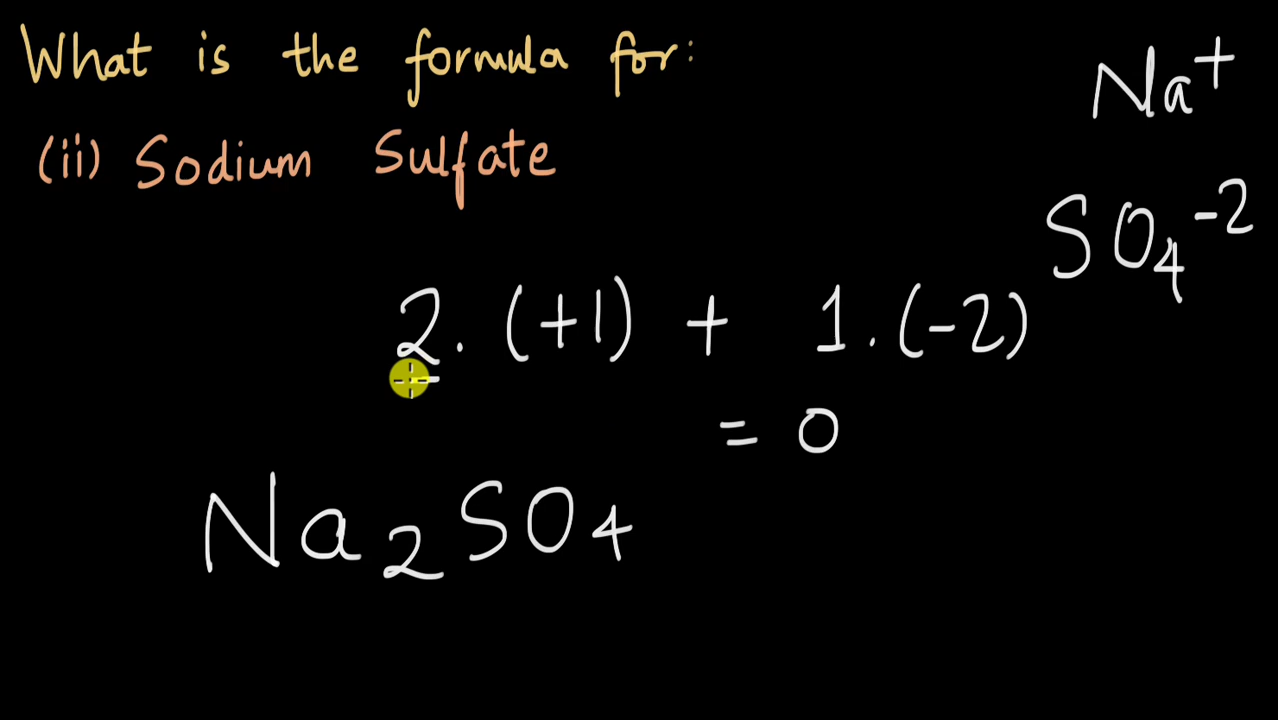 What is the formula for:
Na⁺
(ii) Sodium Sulfate
SO₄⁻²
2. (+1) + 1. (-2)
= 0
Na₂SO₄